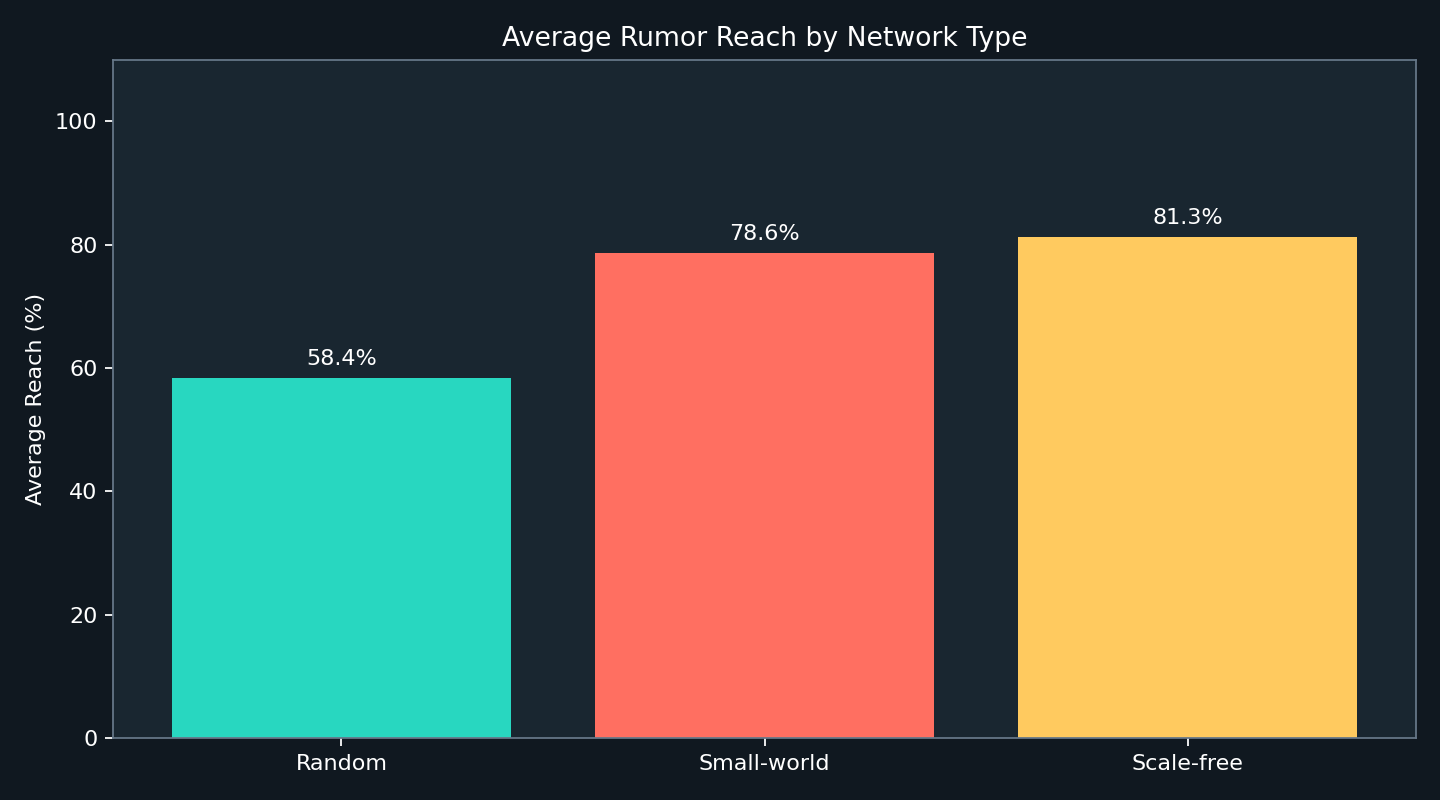 Average Rumor Reach by Network Type
Average Reach (%)
100
80
60
40
20
0
58.4%
78.6%
81.3%
Random
Small-world
Scale-free